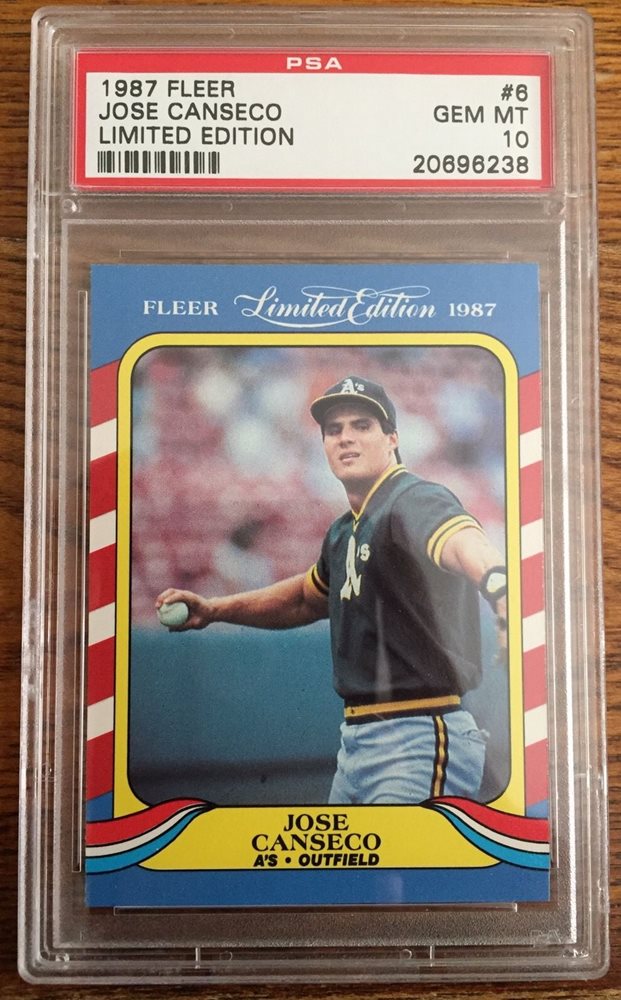 PSA
1987 FLEER #6
JOSE CANSECO GEM MT
LIMITED EDITION 10
20696238
FLEER Limited Edition 1987
A's
A's
JOSE
CANSECO
A'S • OUTFIELD